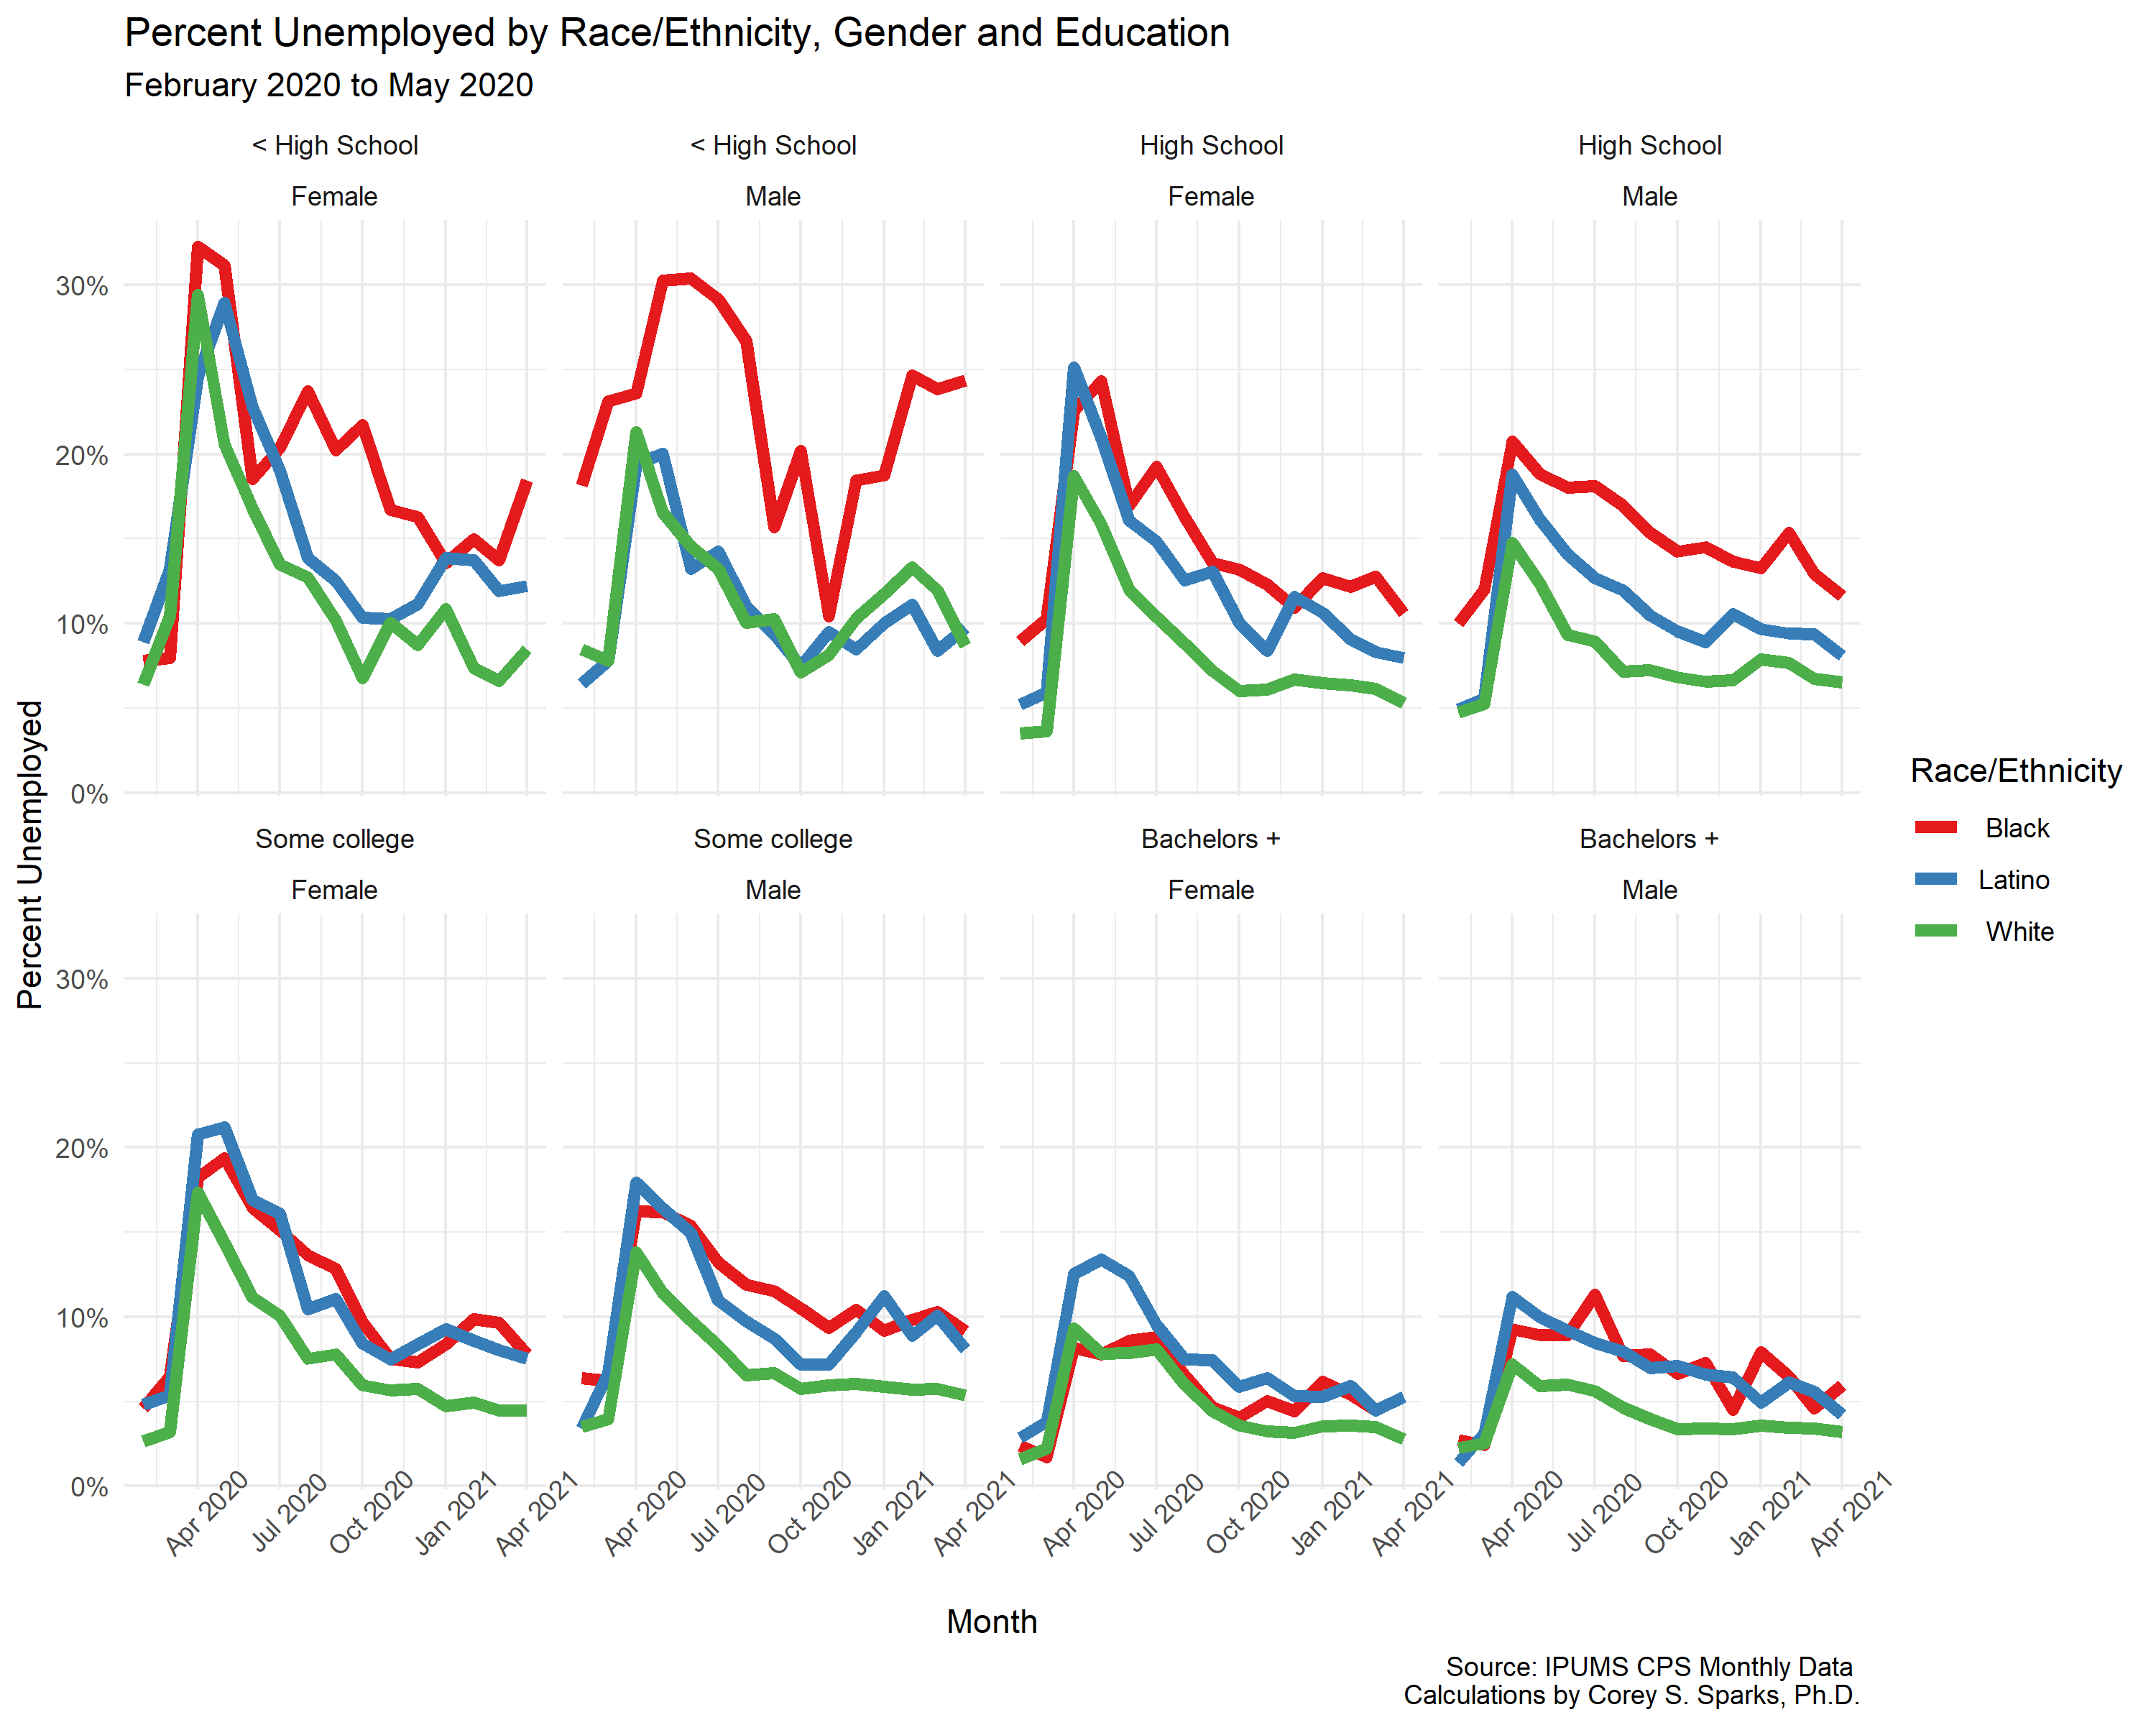 Percent Unemployed by Race/Ethnicity, Gender and Education
February 2020 to May 2020
< High School
< High School
High School
High School
Female
Male
Female
Male
30%
20%
10%
0%
Some college
Some college
Bachelors +
Bachelors +
Female
Male
Female
Male
30%
20%
10%
0%
Apr 2020
Jul 2020
Oct 2020
Jan 2021
Apr 2021
Apr 2020
Jul 2020
Oct 2020
Jan 2021
Apr 2021
Apr 2020
Jul 2020
Oct 2020
Jan 2021
Apr 2021
Apr 2020
Jul 2020
Oct 2020
Jan 2021
Apr 2021
Percent Unemployed
Month
Race/Ethnicity
Black
Latino
White
Source: IPUMS CPS Monthly Data
Calculations by Corey S. Sparks, Ph.D.